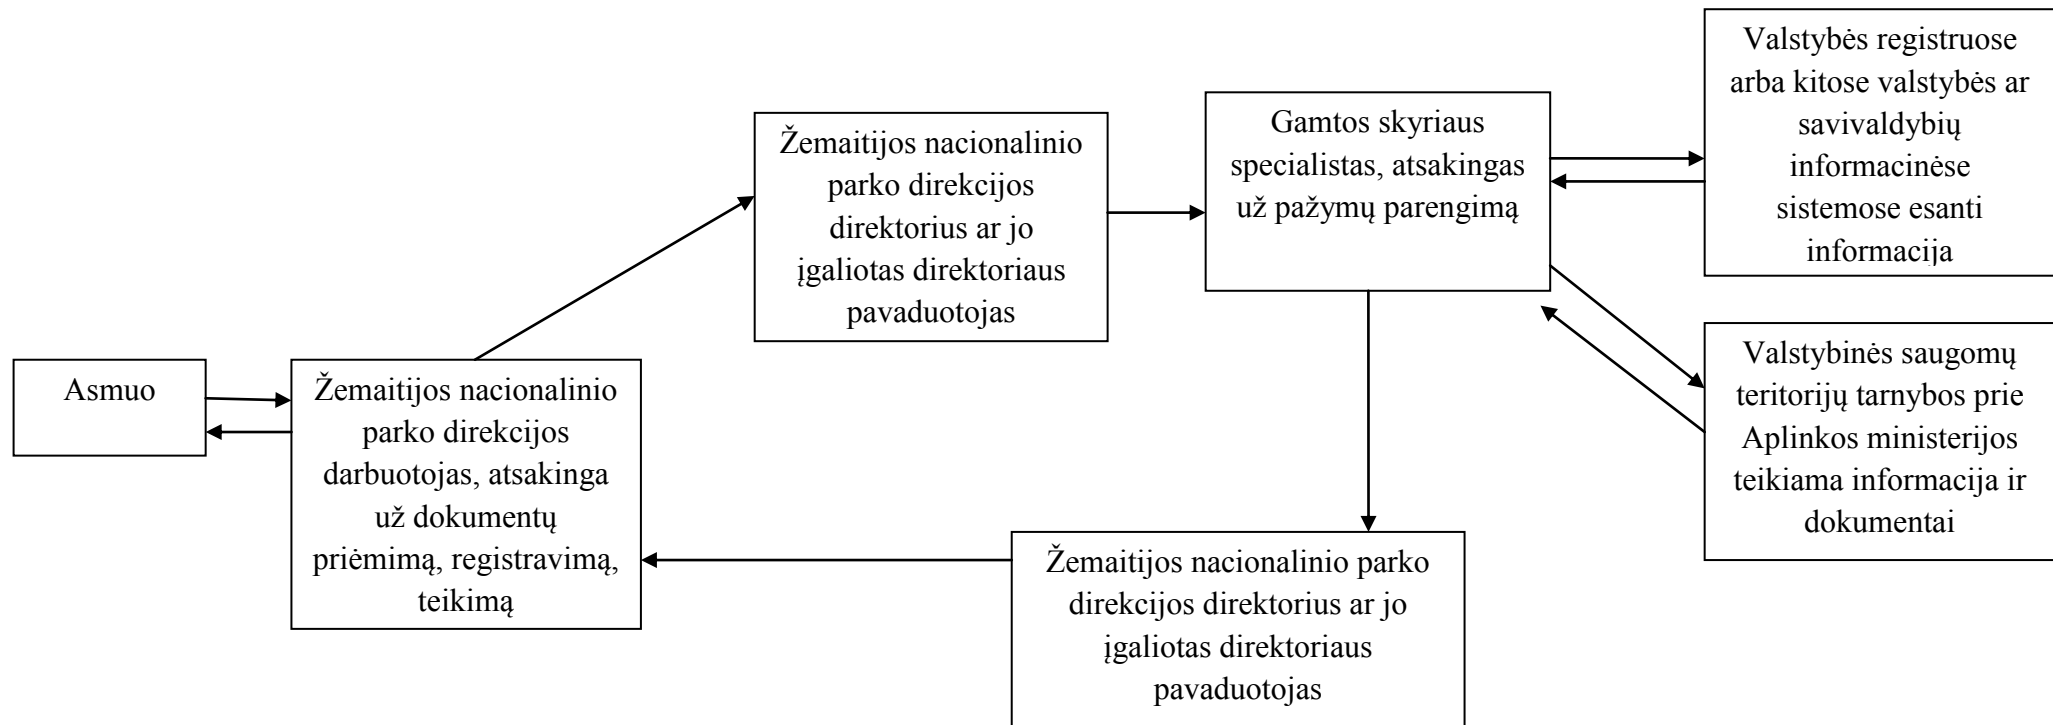 Asmuo
Žemaitijos nacionalinio
parko direkcijos
darbuotojas, atsakinga
už dokumentų
priėmimą, registravimą,
teikimą
Žemaitijos nacionalinio
parko direkcijos
direktorius ar jo
įgaliotas direktoriaus
pavaduotojas
Gamtos skyriaus
specialistas, atsakingas
už pažymų parengimą
Valstybės registruose
arba kitose valstybės ar
savivaldybių
informacinėse
sistemose esanti
informacija
Valstybinės saugomų
teritorijų tarnybos prie
Aplinkos ministerijos
teikiama informacija ir
dokumentai
Žemaitijos nacionalinio parko
direkcijos direktorius ar jo
įgaliotas direktoriaus
pavaduotojas